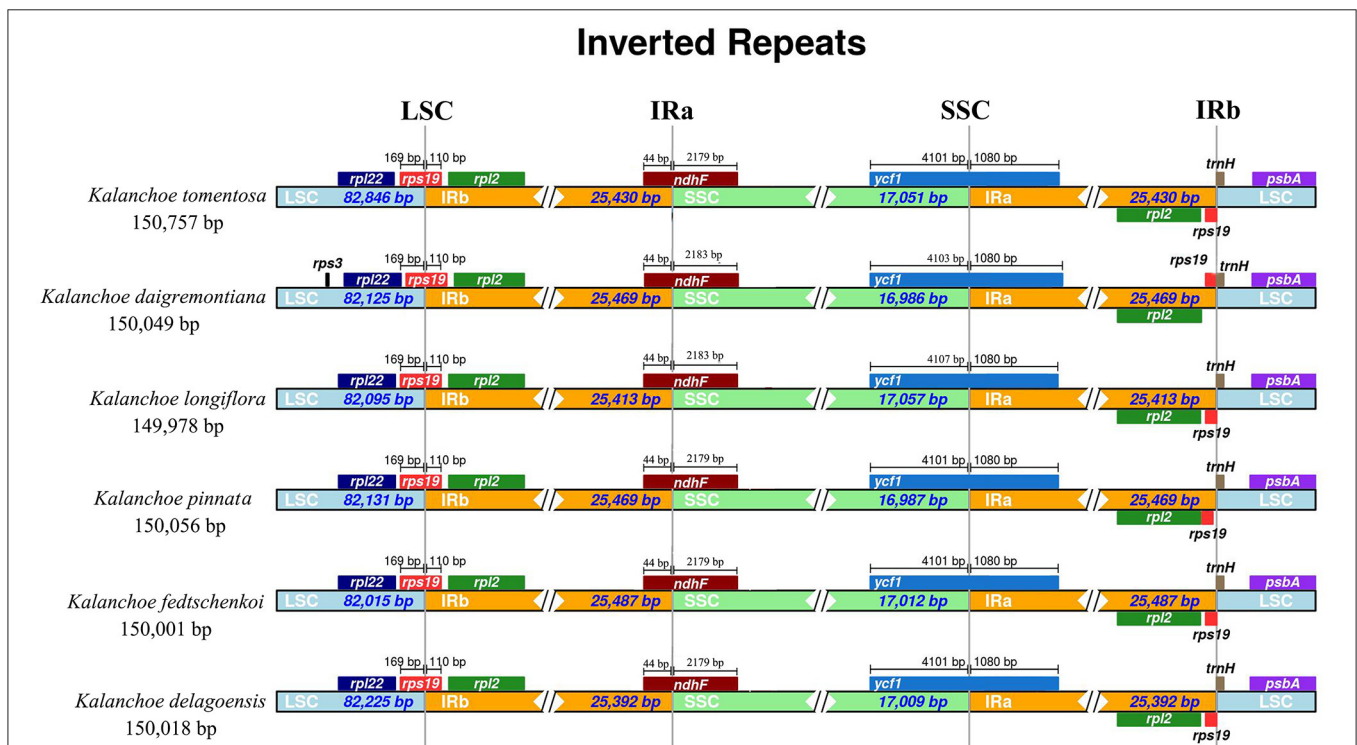 Inverted Repeats
LSC IRa SSC IRb
169 bp 110 bp 44 bp 2179 bp 4101 bp 1080 bp trnH
rpl22 rps19 rpl2 ndhF ycf1 psbA
Kalanchoe tomentosa LSC 82,846 bp IRb // 25,430 bp SSC // 17,051 bp IRa // 25,430 bp LSC
150,757 bp rpl2
rps19
rps3 169 bp 110 bp 44 bp 2183 bp 4103 bp 1080 bp rps19 trnH
rpl22 rps19 rpl2 ndhF ycf1 psbA
Kalanchoe daigremontiana LSC 82,125 bp IRb // 25,469 bp SSC // 16,986 bp IRa // 25,469 bp LSC
150,049 bp rpl2
169 bp 110 bp 44 bp 2183 bp 4107 bp 1080 bp trnH
rpl22 rps19 rpl2 ndhF ycf1 psbA
Kalanchoe longiflora LSC 82,095 bp IRb // 25,413 bp SSC // 17,057 bp IRa // 25,413 bp LSC
149,978 bp rpl2
rps19
169 bp 110 bp 44 bp 2179 bp 4101 bp 1080 bp trnH
rpl22 rps19 rpl2 ndhF ycf1 psbA
Kalanchoe pinnata LSC 82,131 bp IRb // 25,469 bp SSC // 16,987 bp IRa // 25,469 bp LSC
150,056 bp rpl2
rps19
169 bp 110 bp 44 bp 2179 bp 4101 bp 1080 bp trnH
rpl22 rps19 rpl2 ndhF ycf1 psbA
Kalanchoe fedtschenkoi LSC 82,015 bp IRb // 25,487 bp SSC // 17,012 bp IRa // 25,487 bp LSC
150,001 bp rpl2
rps19
169 bp 110 bp 44 bp 2179 bp 4101 bp 1080 bp trnH
rpl22 rps19 rpl2 ndhF ycf1 psbA
Kalanchoe delagoensis LSC 82,225 bp IRb // 25,392 bp SSC // 17,009 bp IRa // 25,392 bp LSC
150,018 bp rpl2
rps19